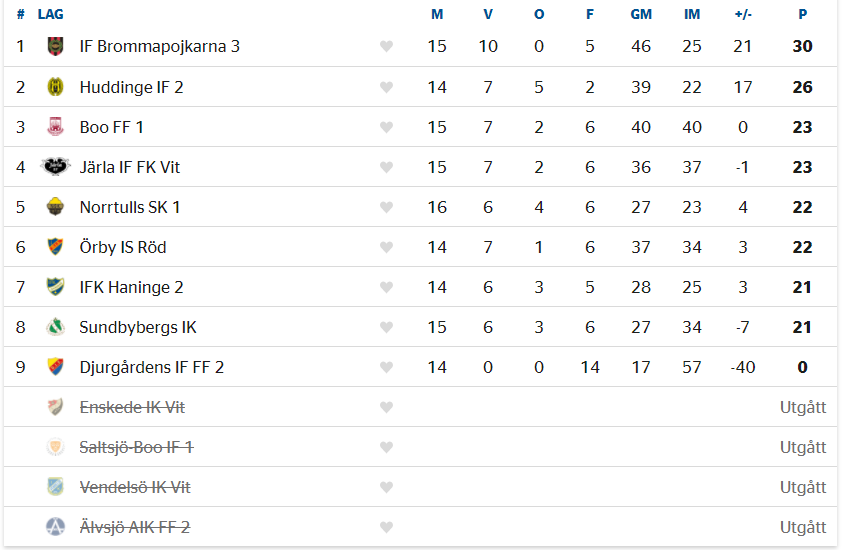 # LAG M V O F GM IM +/- P
1 IF Brommapojkarna 3 15 10 0 5 46 25 21 30
2 Huddinge IF 2 14 7 5 2 39 22 17 26
3 Boo FF 1 15 7 2 6 40 40 0 23
4 Järla IF FK Vit 15 7 2 6 36 37 -1 23
5 Norrtulls SK 1 16 6 4 6 27 23 4 22
6 Örby IS Röd 14 7 1 6 37 34 3 22
7 IFK Haninge 2 14 6 3 5 28 25 3 21
8 Sundbybergs IK 15 6 3 6 27 34 -7 21
9 Djurgårdens IF FF 2 14 0 0 14 17 57 -40 0
Enskede IK Vit Utgått
Saltsjö-Boo IF 1 Utgått
Vendelsö IK Vit Utgått
Älvsjö AIK FF 2 Utgått